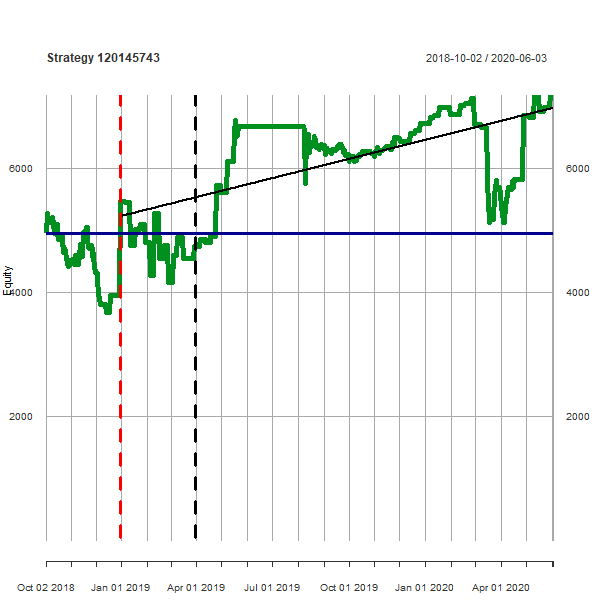 Strategy 120145743
2018-10-02 / 2020-06-03
6000
6000
Equity
4000
4000
2000
2000
Oct 02 2018
Jan 01 2019
Apr 01 2019
Jul 01 2019
Oct 01 2019
Jan 01 2020
Apr 01 2020